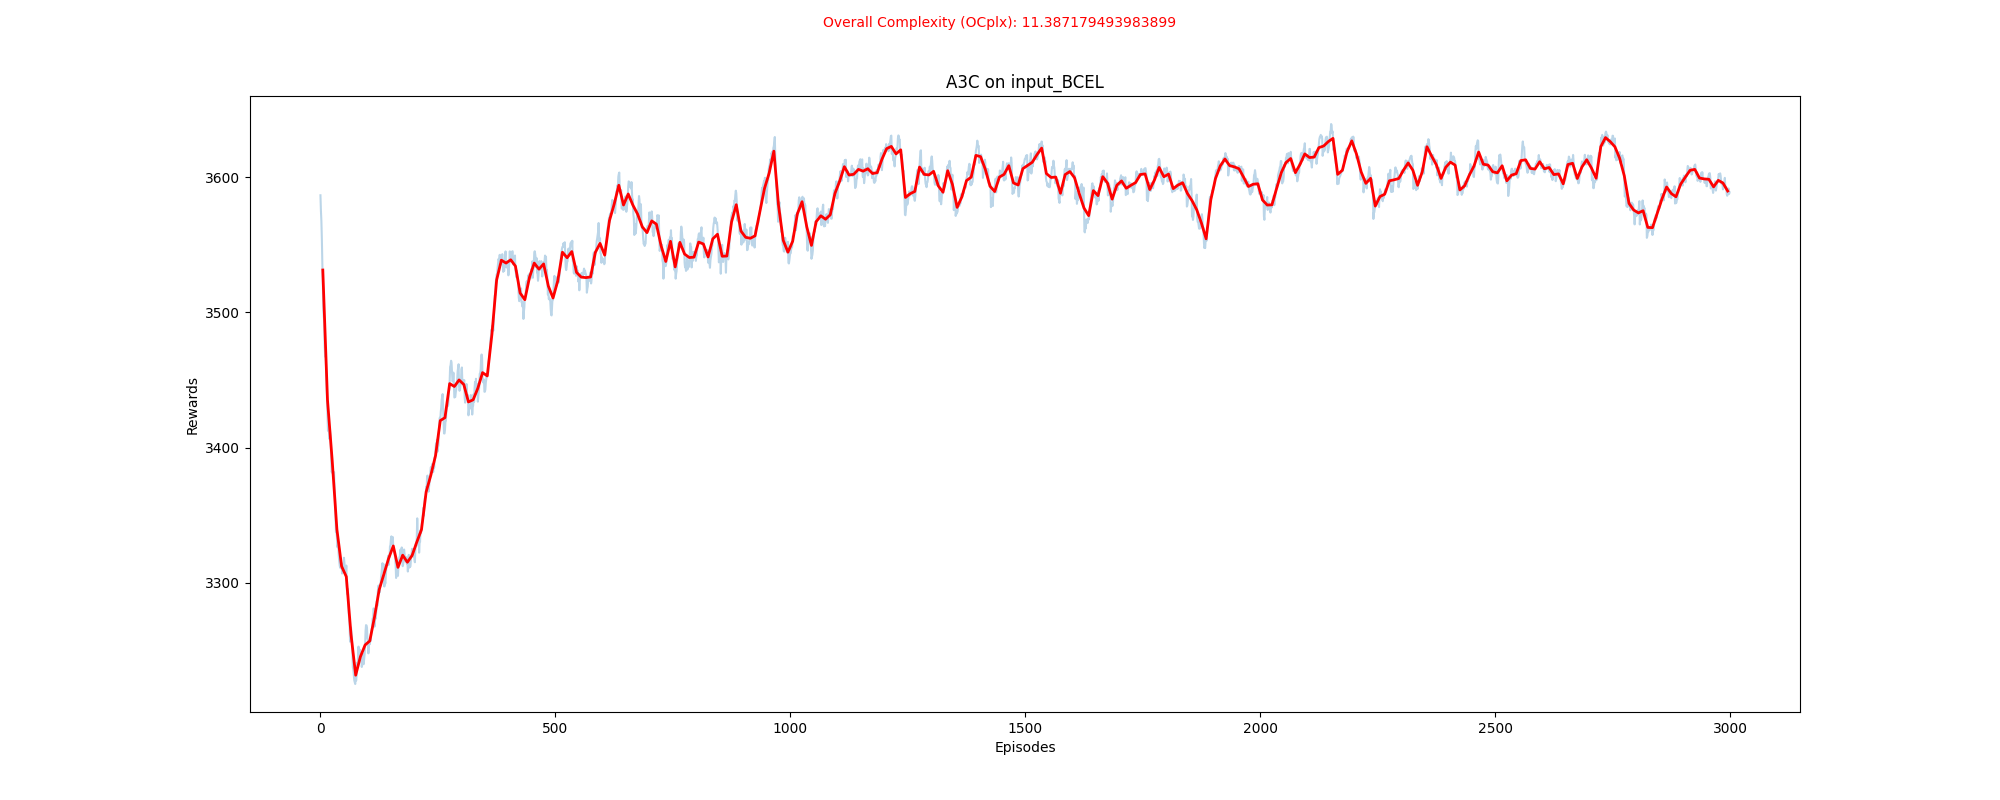 Overall Complexity (OCplx): 11.387179493983899
A3C on input_BCEL
3600
3500
3400
3300
Rewards
0 500 1000 1500 2000 2500 3000
Episodes